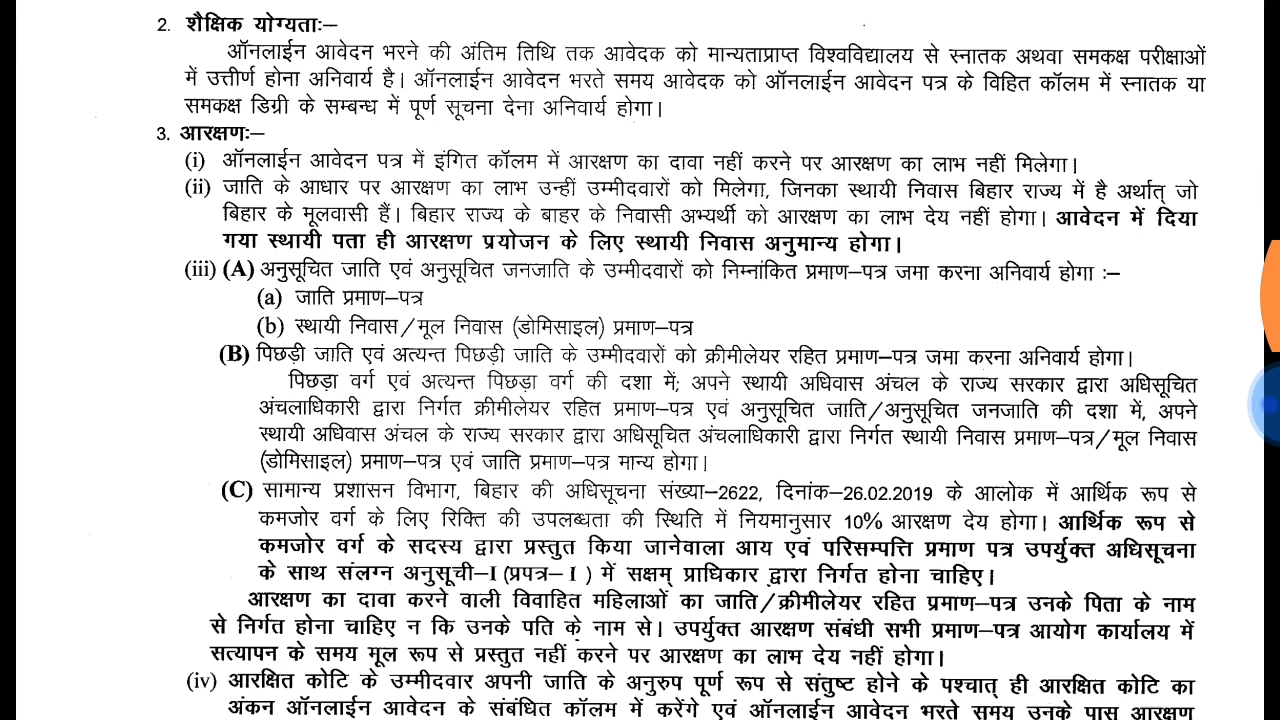 2. शैक्षिक योग्यताः–
ऑनलाईन आवेदन भरने की अंतिम तिथि तक आवेदक को मान्यताप्राप्त विश्वविद्यालय से स्नातक अथवा समकक्ष परीक्षाओं
में उत्तीर्ण होना अनिवार्य है। ऑनलाईन आवेदन भरते समय आवेदक को ऑनलाईन आवेदन पत्र के विहित कॉलम में स्नातक या
समकक्ष डिग्री के सम्बन्ध में पूर्ण सूचना देना अनिवार्य होगा।
3. आरक्षणः–
(i) ऑनलाईन आवेदन पत्र में इंगित कॉलम में आरक्षण का दावा नहीं करने पर आरक्षण का लाभ नहीं मिलेगा।
(ii) जाति के आधार पर आरक्षण का लाभ उन्हीं उम्मीदवारों को मिलेगा, जिनका स्थायी निवास बिहार राज्य में है अर्थात् जो
बिहार के मूलवासी हैं। बिहार राज्य के बाहर के निवासी अभ्यर्थी को आरक्षण का लाभ देय नहीं होगा। आवेदन में दिया
गया स्थायी पता ही आरक्षण प्रयोजन के लिए स्थायी निवास अनुमान्य होगा।
(iii) (A) अनुसूचित जाति एवं अनुसूचित जनजाति के उम्मीदवारों को निम्नांकित प्रमाण–पत्र जमा करना अनिवार्य होगा :–
(a) जाति प्रमाण–पत्र
(b) स्थायी निवास/मूल निवास (डोमिसाइल) प्रमाण–पत्र
(B) पिछड़ी जाति एवं अत्यन्त पिछड़ी जाति के उम्मीदवारों को क्रीमीलेयर रहित प्रमाण–पत्र जमा करना अनिवार्य होगा।
पिछड़ा वर्ग एवं अत्यन्त पिछड़ा वर्ग की दशा में; अपने स्थायी अधिवास अंचल के राज्य सरकार द्वारा अधिसूचित
अंचलाधिकारी द्वारा निर्गत क्रीमीलेयर रहित प्रमाण–पत्र एवं अनुसूचित जाति/अनुसूचित जनजाति की दशा में, अपने
स्थायी अधिवास अंचल के राज्य सरकार द्वारा अधिसूचित अंचलाधिकारी द्वारा निर्गत स्थायी निवास प्रमाण–पत्र/मूल निवास
(डोमिसाइल) प्रमाण–पत्र एवं जाति प्रमाण–पत्र मान्य होगा।
(C) सामान्य प्रशासन विभाग, बिहार की अधिसूचना संख्या–2622, दिनांक–26.02.2019 के आलोक में आर्थिक रूप से
कमजोर वर्ग के लिए रिक्ति की उपलब्धता की स्थिति में नियमानुसार 10% आरक्षण देय होगा। आर्थिक रूप से
कमजोर वर्ग के सदस्य द्वारा प्रस्तुत किया जानेवाला आय एवं परिसम्पत्ति प्रमाण पत्र उपर्युक्त अधिसूचना
के साथ संलग्न अनुसूची–I (प्रपत्र–I ) में सक्षम् प्राधिकार द्वारा निर्गत होना चाहिए।
आरक्षण का दावा करने वाली विवाहित महिलाओं का जाति/क्रीमीलेयर रहित प्रमाण–पत्र उनके पिता के नाम
से निर्गत होना चाहिए न कि उनके पति के नाम से। उपर्युक्त आरक्षण संबंधी सभी प्रमाण–पत्र आयोग कार्यालय में
सत्यापन के समय मूल रूप से प्रस्तुत नहीं करने पर आरक्षण का लाभ देय नहीं होगा।
(iv) आरक्षित कोटि के उम्मीदवार अपनी जाति के अनुरुप पूर्ण रूप से संतुष्ट होने के पश्चात् ही आरक्षित कोटि का
अंकन ऑनलाईन आवेदन के संबंधित कॉलम में करेंगे एवं ऑनलाईन आवेदन भरते समय उनके पास आरक्षण